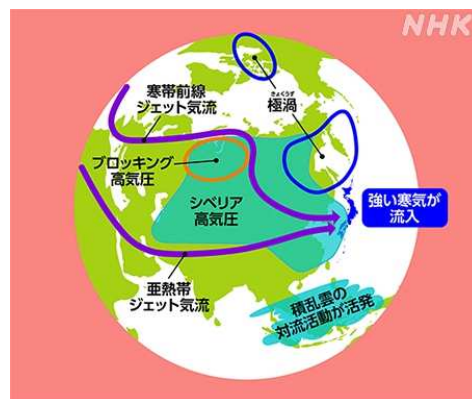 NHK
寒帯前線
ジェット気流
きょくうず
極渦
ブロッキング
高気圧
シベリア
高気圧
強い寒気が
流入
亜熱帯
ジェット気流
積乱雲の
対流活動が活発